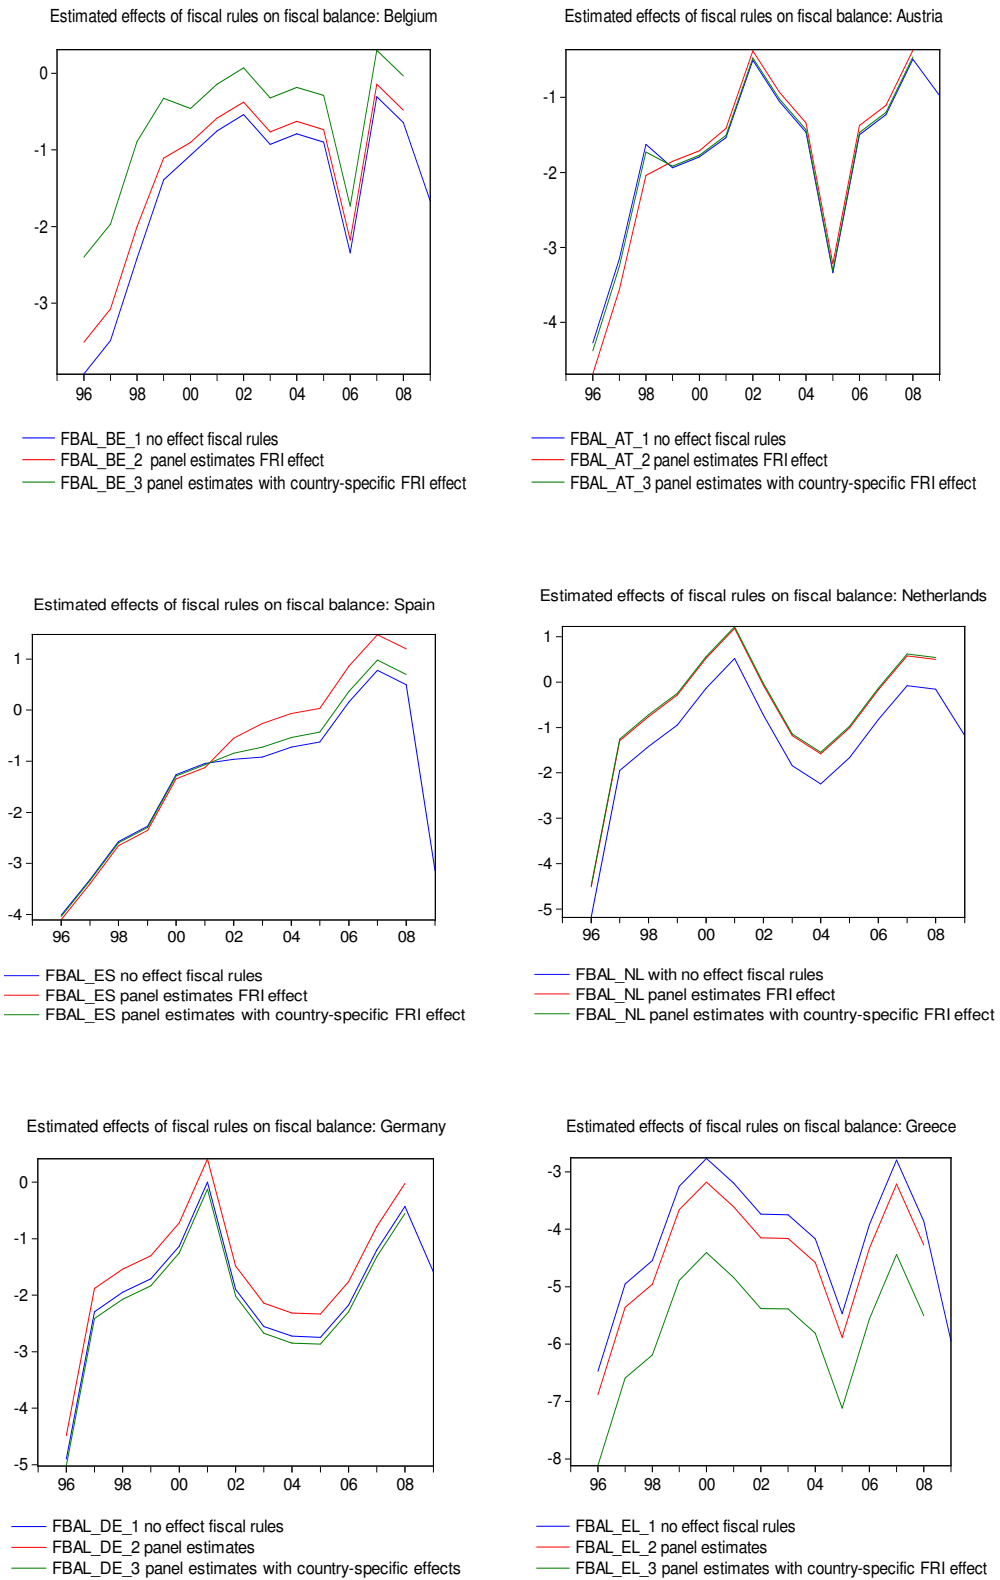 Estimated effects of fiscal rules on fiscal balance: Belgium
0
-1
-2
-3
96 98 00 02 04 06 08
FBAL_BE_1 no effect fiscal rules
FBAL_BE_2 panel estimates FRI effect
FBAL_BE_3 panel estimates with country-specific FRI effect
Estimated effects of fiscal rules on fiscal balance: Austria
-1
-2
-3
-4
96 98 00 02 04 06 08
FBAL_AT_1 no effect fiscal rules
FBAL_AT_2 panel estimates FRI effect
FBAL_AT_3 panel estimates with country-specific FRI effect
Estimated effects of fiscal rules on fiscal balance: Spain
1
0
-1
-2
-3
-4
96 98 00 02 04 06 08
FBAL_ES no effect fiscal rules
FBAL_ES panel estimates FRI effect
FBAL_ES panel estimates with country-specific FRI effect
Estimated effects of fiscal rules on fiscal balance: Netherlands
1
0
-1
-2
-3
-4
-5
96 98 00 02 04 06 08
FBAL_NL with no effect fiscal rules
FBAL_NL panel estimates FRI effect
FBAL_NL panel estimates with country-specific FRI effect
Estimated effects of fiscal rules on fiscal balance: Germany
0
-1
-2
-3
-4
-5
96 98 00 02 04 06 08
FBAL_DE_1 no effect fiscal rules
FBAL_DE_2 panel estimates
FBAL_DE_3 panel estimates with country-specific effects
Estimated effects of fiscal rules on fiscal balance: Greece
-3
-4
-5
-6
-7
-8
96 98 00 02 04 06 08
FBAL_EL_1 no effect fiscal rules
FBAL_EL_2 panel estimates
FBAL_EL_3 panel estimates with country-specific FRI effect